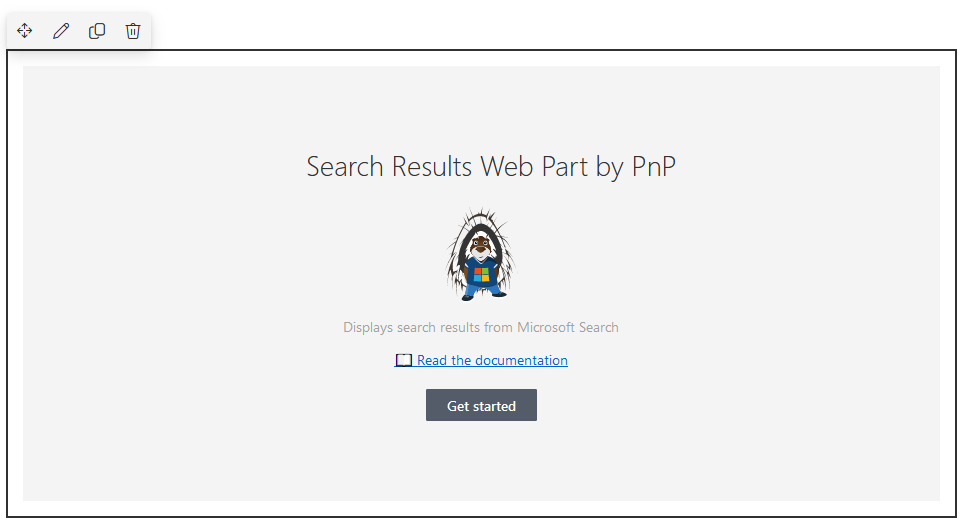 Search Results Web Part by PnP
Displays search results from Microsoft Search
Read the documentation
Get started